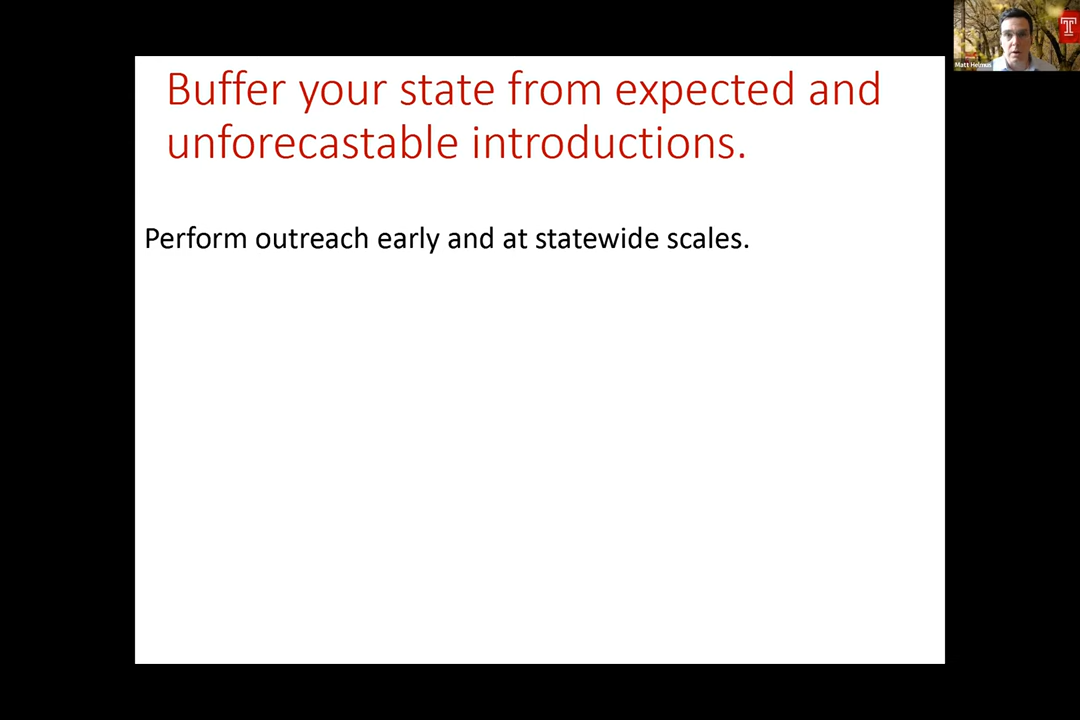 Buffer your state from expected and
unforecastable introductions.
Perform outreach early and at statewide scales.
Matt Helmus
T